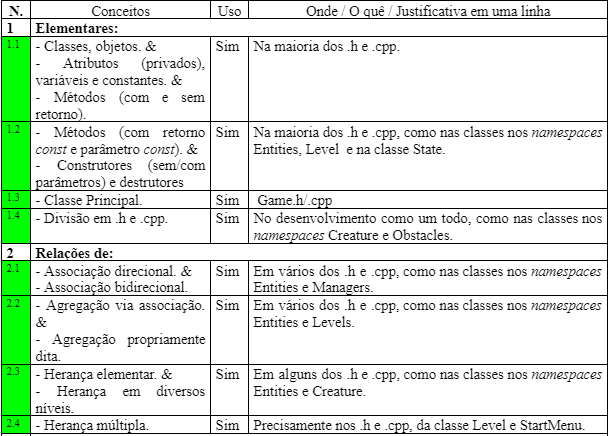 N. Conceitos Uso Onde / O quê / Justificativa em uma linha
1 Elementares:
1.1 - Classes, objetos. & Sim Na maioria dos .h e .cpp.
- Atributos (privados),
variáveis e constantes. &
- Métodos (com e sem
retorno).
1.2 - Métodos (com retorno Sim Na maioria dos .h e .cpp, como nas classes nos namespaces
const e parâmetro const). & Entities, Level e na classe State.
- Construtores (sem/com
parâmetros) e destrutores
1.3 - Classe Principal. Sim Game.h/.cpp
1.4 - Divisão em .h e .cpp. Sim No desenvolvimento como um todo, como nas classes nos
namespaces Creature e Obstacles.
2 Relações de:
2.1 - Associação direcional. & Sim Em vários dos .h e .cpp, como nas classes nos namespaces
- Associação bidirecional. Entities e Managers.
2.2 - Agregação via associação. Sim Em vários dos .h e .cpp, como nas classes nos namespaces
& Entities e Levels.
- Agregação propriamente
dita.
2.3 - Herança elementar. & Sim Em alguns dos .h e .cpp, como nas classes nos namespaces
- Herança em diversos Entities e Creature.
níveis.
2.4 - Herança múltipla. Sim Precisamente nos .h e .cpp, da classe Level e StartMenu.